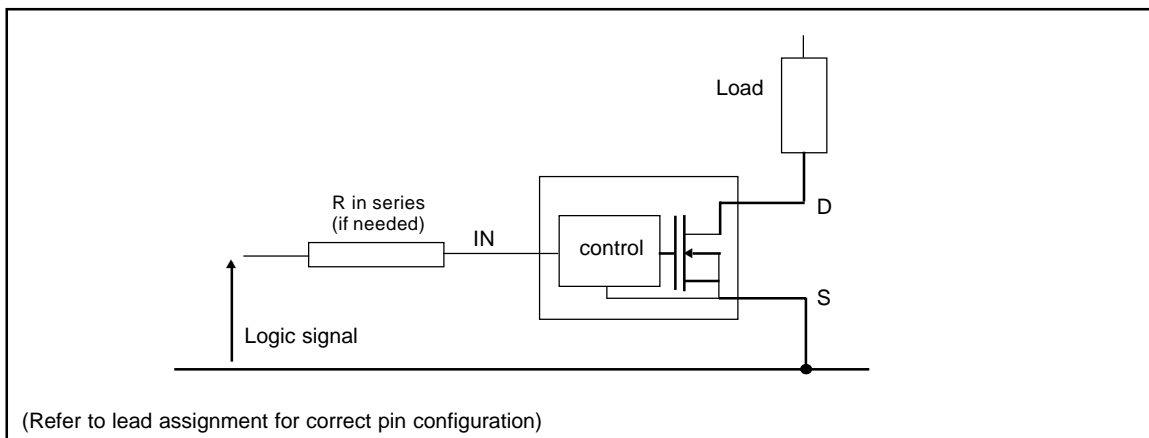 Load
R in series
(if needed)
IN
D
control
S
Logic signal
(Refer to lead assignment for correct pin configuration)